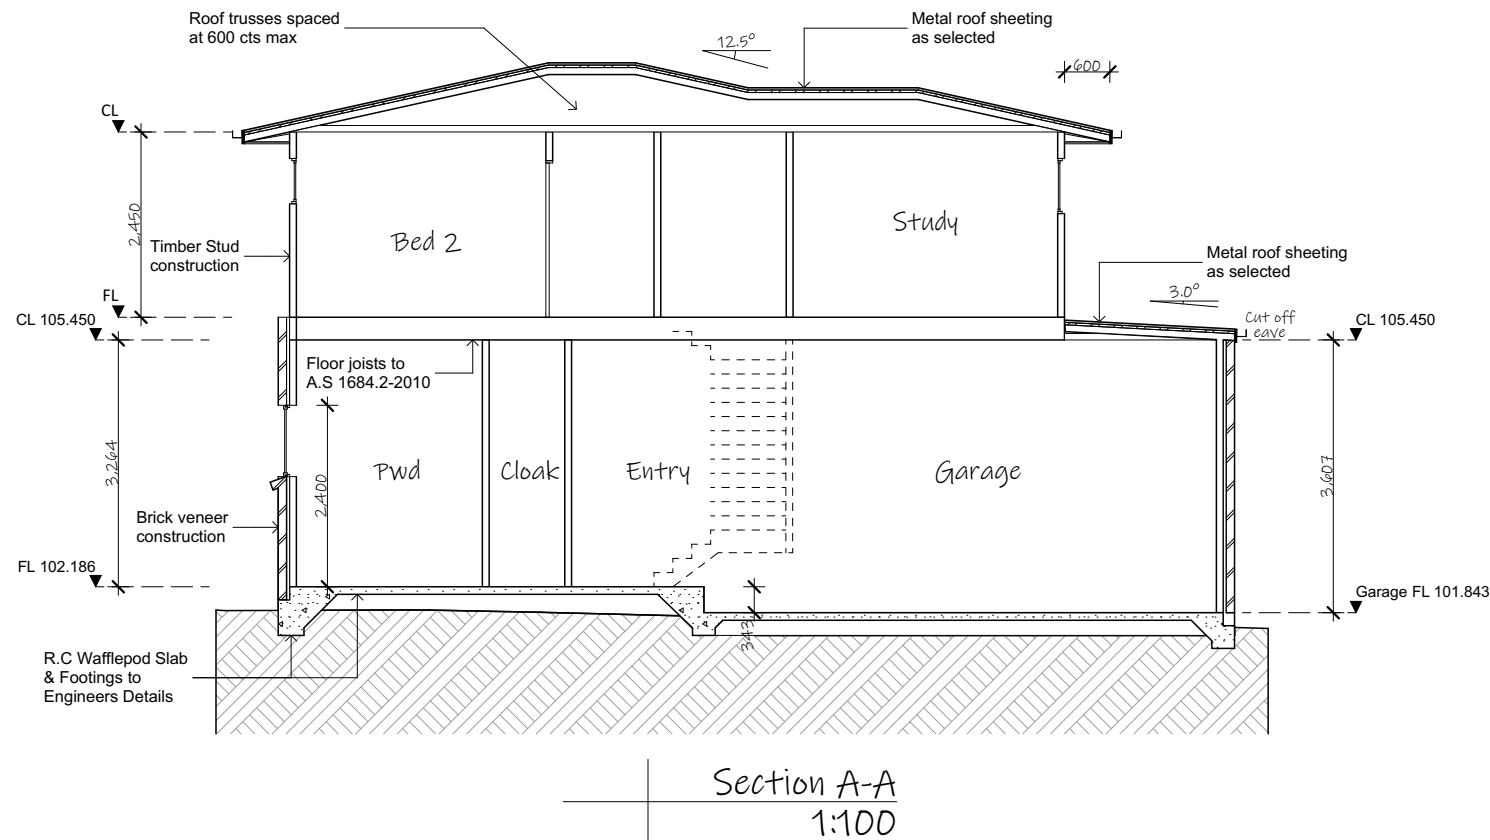 Roof trusses spaced
at 600 cts max
12.5°
Metal roof sheeting
as selected
600
CL
2,450
Timber Stud
construction
Bed 2
Study
Metal roof sheeting
as selected
3.0°
FL
CL 105.450
Cut off
eave
CL 105.450
Floor joists to
A.S 1684.2-2010
3,264
2,400
Pwd
Cloak
Entry
Garage
3,607
Brick veneer
construction
FL 102.186
Garage FL 101.843
343
R.C Wafflepod Slab
& Footings to
Engineers Details
Section A-A
1:100